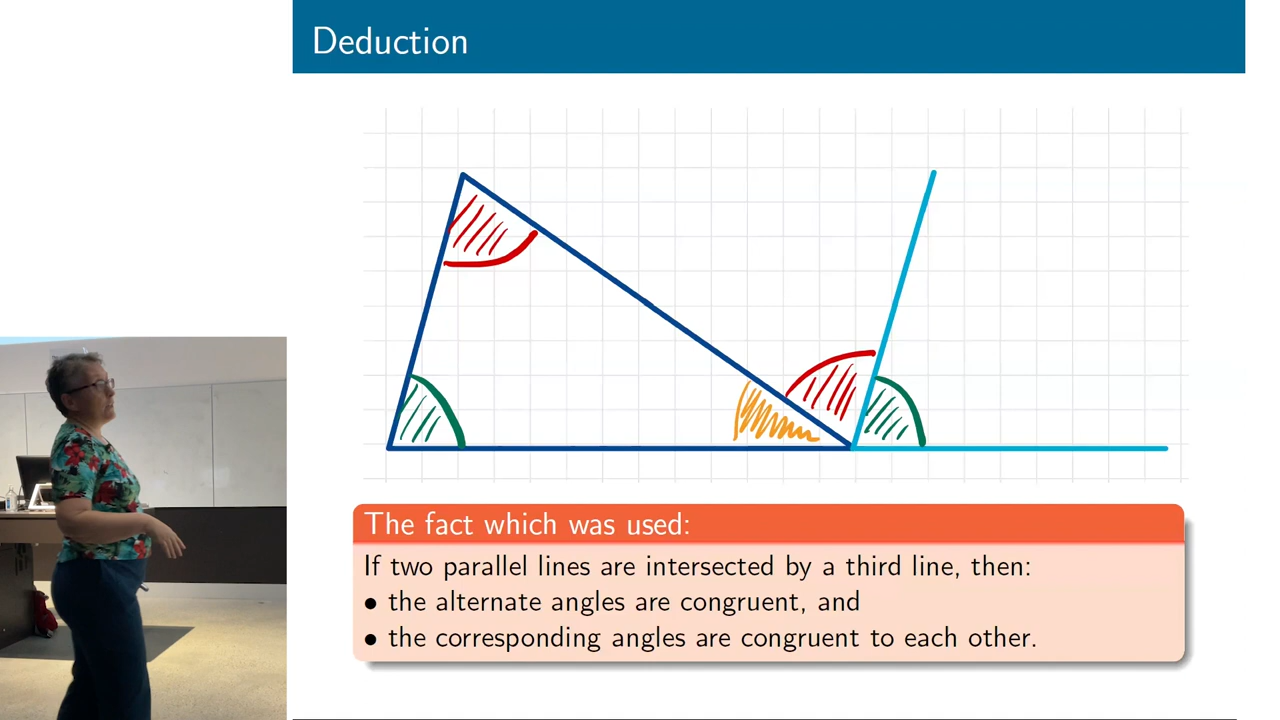 Deduction
The fact which was used:
If two parallel lines are intersected by a third line, then:
• the alternate angles are congruent, and
• the corresponding angles are congruent to each other.